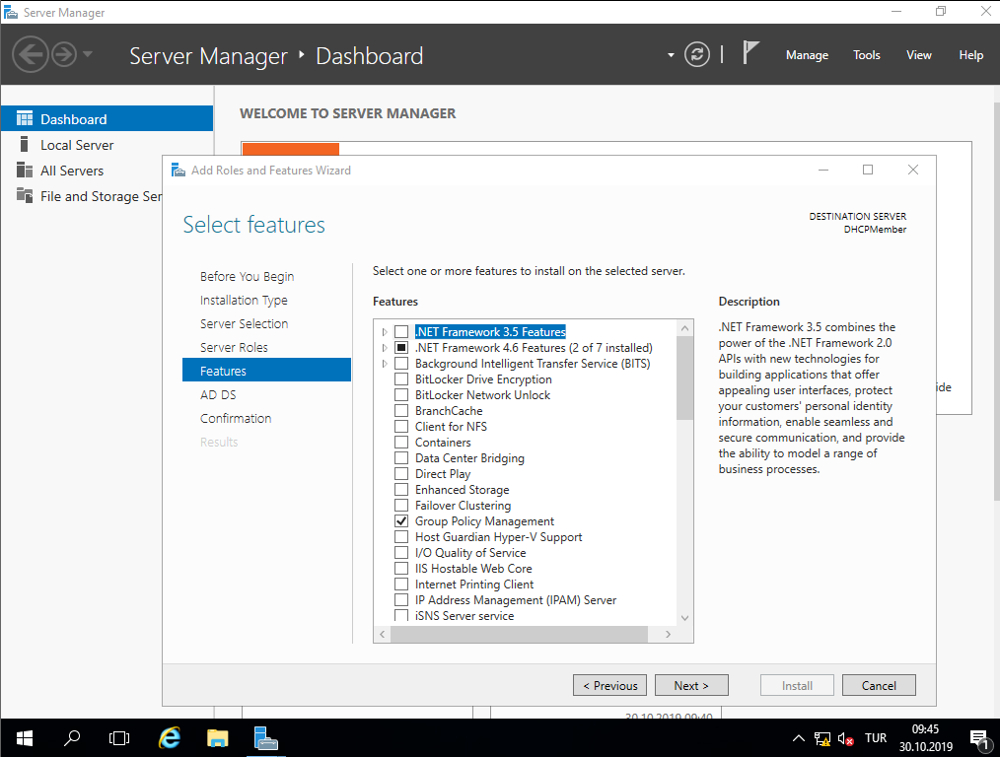 Server Manager
Server Manager ‣ Dashboard
Manage Tools View Help
Dashboard
Local Server
All Servers
File and Storage Ser
WELCOME TO SERVER MANAGER
Add Roles and Features Wizard
Select features
DESTINATION SERVER
DHCPMember
Before You Begin
Installation Type
Server Selection
Server Roles
Features
AD DS
Confirmation
Results
Select one or more features to install on the selected server.
Features
.NET Framework 3.5 Features
.NET Framework 4.6 Features (2 of 7 installed)
Background Intelligent Transfer Service (BITS)
BitLocker Drive Encryption
BitLocker Network Unlock
BranchCache
Client for NFS
Containers
Data Center Bridging
Direct Play
Enhanced Storage
Failover Clustering
Group Policy Management
Host Guardian Hyper-V Support
I/O Quality of Service
IIS Hostable Web Core
Internet Printing Client
IP Address Management (IPAM) Server
iSNS Server service
Description
.NET Framework 3.5 combines the
power of the .NET Framework 2.0
APIs with new technologies for
building applications that offer
appealing user interfaces, protect
your customers' personal identity
information, enable seamless and
secure communication, and provide
the ability to model a range of
business processes.
ide
< Previous
Next >
Install
Cancel
30.10.2019 09:40
TUR
09:45
30.10.2019
1